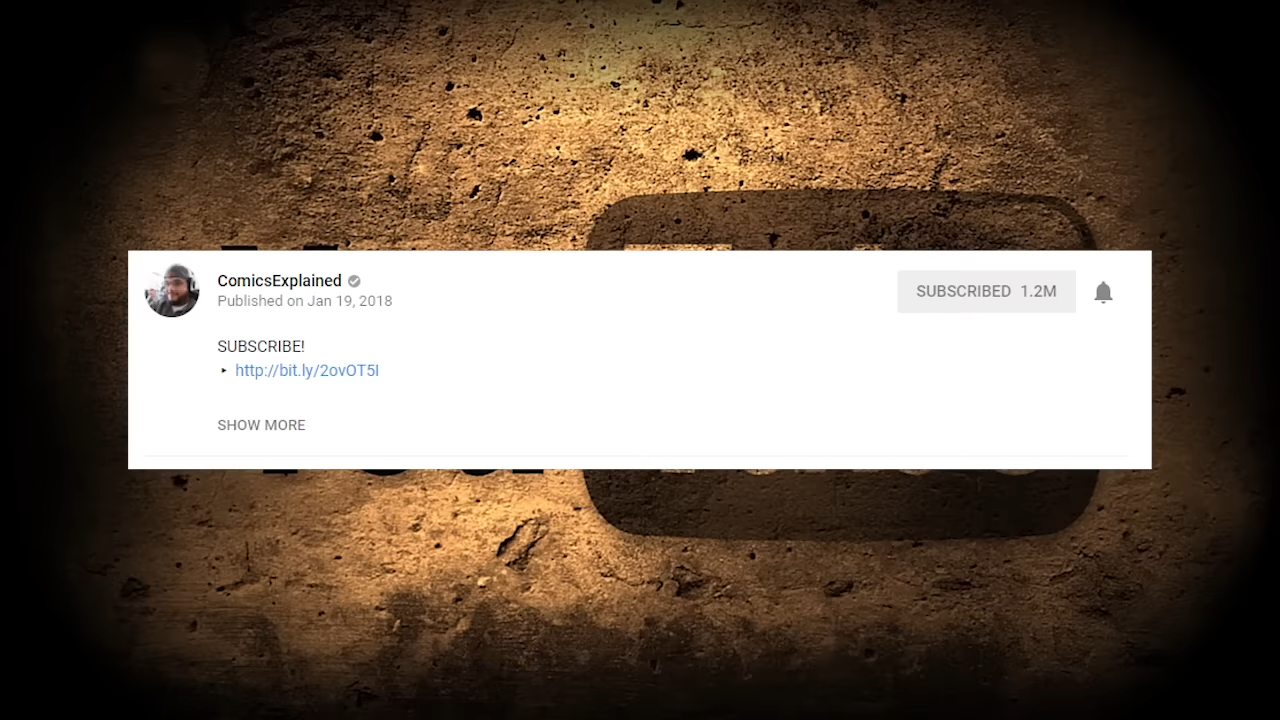 ComicsExplained
Published on Jan 19, 2018
SUBSCRIBED 1.2M
SUBSCRIBE!
‣ http://bit.ly/2ovOT5I
SHOW MORE